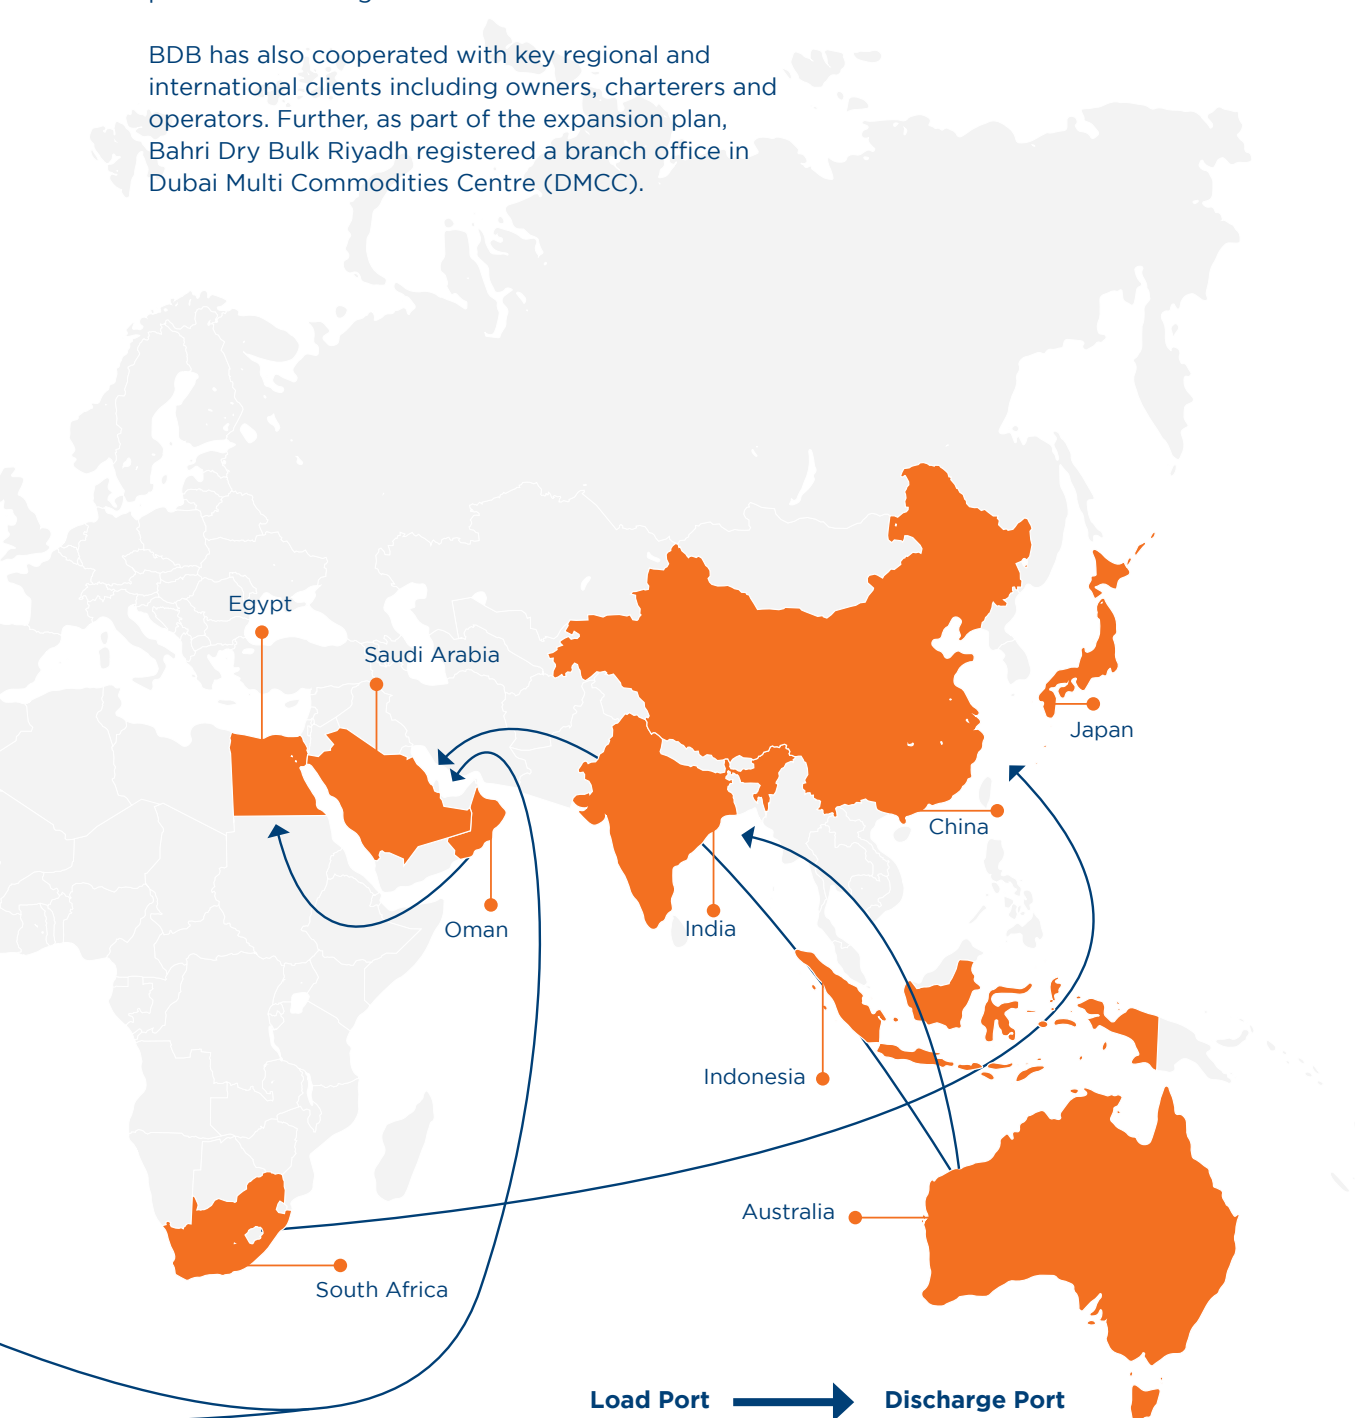 BDB has also cooperated with key regional and
international clients including owners, charterers and
operators. Further, as part of the expansion plan,
Bahri Dry Bulk Riyadh registered a branch office in
Dubai Multi Commodities Centre (DMCC).
Egypt
Saudi Arabia
Japan
China
Oman
India
Indonesia
Australia
South Africa
Load Port
Discharge Port